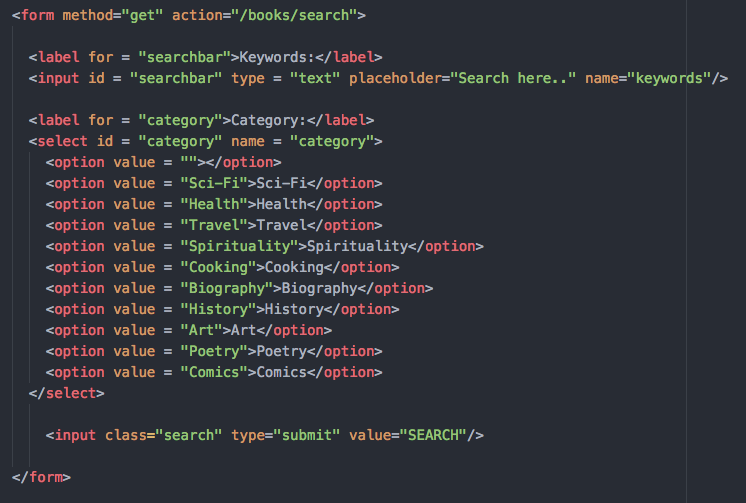 <form method="get" action="/books/search">
<label for = "searchbar">Keywords:</label>
<input id = "searchbar" type = "text" placeholder="Search here.." name="keywords"/>
<label for = "category">Category:</label>
<select id = "category" name = "category">
<option value = ""></option>
<option value = "Sci-Fi">Sci-Fi</option>
<option value = "Health">Health</option>
<option value = "Travel">Travel</option>
<option value = "Spirituality">Spirituality</option>
<option value = "Cooking">Cooking</option>
<option value = "Biography">Biography</option>
<option value = "History">History</option>
<option value = "Art">Art</option>
<option value = "Poetry">Poetry</option>
<option value = "Comics">Comics</option>
</select>
<input class="search" type="submit" value="SEARCH"/>
</form>